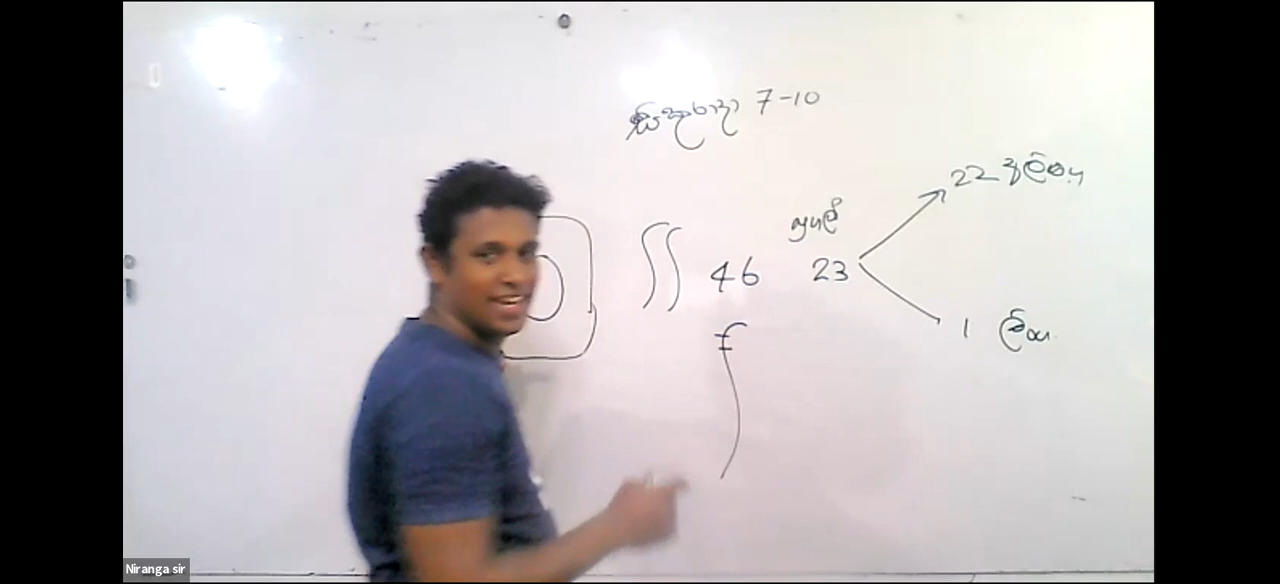 සිකුරාදා 7-10
22 අලිංගික
යුගල්
46 23
1 ලිංගික
Niranga sir